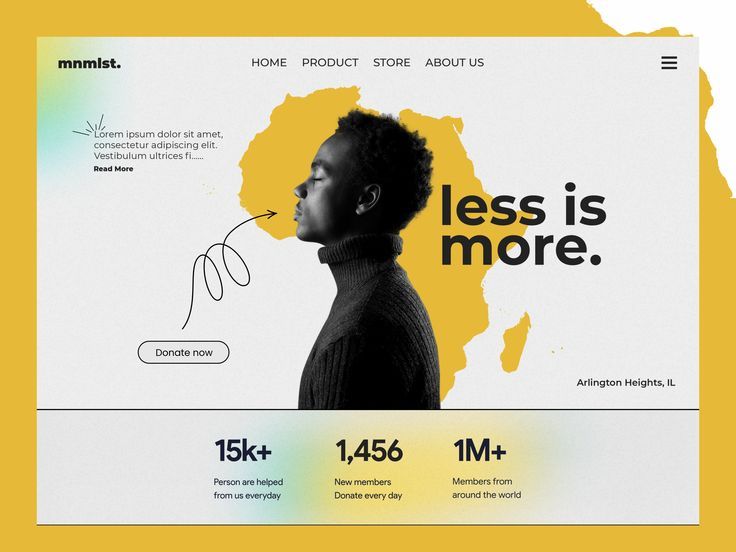 mnmlst.
HOME PRODUCT STORE ABOUT US
Lorem ipsum dolor sit amet,
consectetur adipiscing elit.
Vestibulum ultrices fi......
Read More
less is
more.
Donate now
Arlington Heights, IL
15k+
Person are helped
from us everyday
1,456
New members
Donate every day
1M+
Members from
around the world